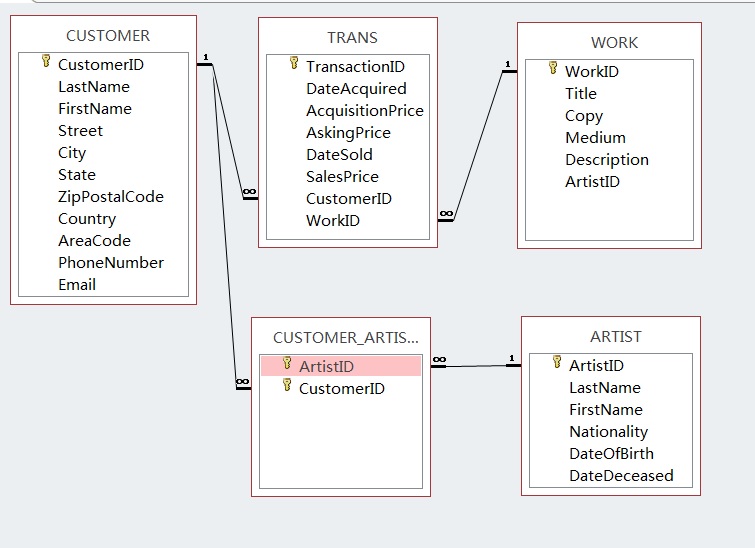 CUSTOMER
CustomerID
LastName
FirstName
Street
City
State
ZipPostalCode
Country
AreaCode
PhoneNumber
Email
1
∞
∞
TRANS
TransactionID
DateAcquired
AcquisitionPrice
AskingPrice
DateSold
SalesPrice
CustomerID
WorkID
∞
1
WORK
WorkID
Title
Copy
Medium
Description
ArtistID
CUSTOMER_ARTIS...
ArtistID
CustomerID
∞
1
ARTIST
ArtistID
LastName
FirstName
Nationality
DateOfBirth
DateDeceased